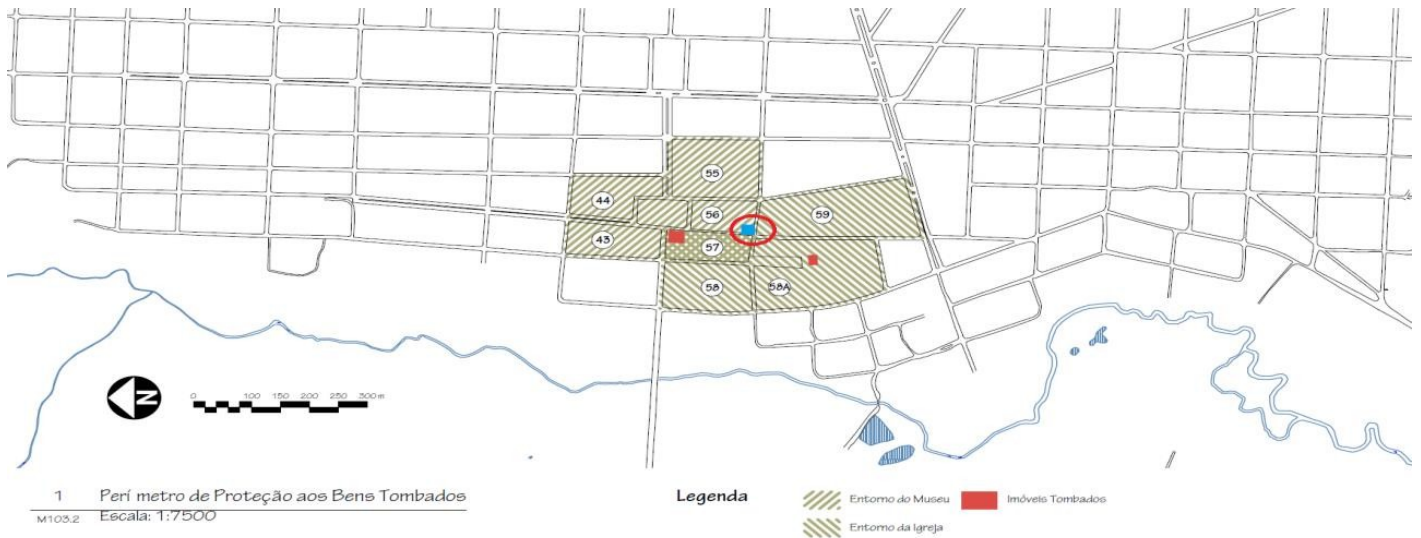 55
44
56
59
43
57
58
58A
N
0 100 150 200 250 300 m
1 Perí metro de Proteção aos Bens Tombados
M103.2 Escala: 1:7500
Legenda
Entorno do Museu
Imóveis Tombados
Entorno da Igreja